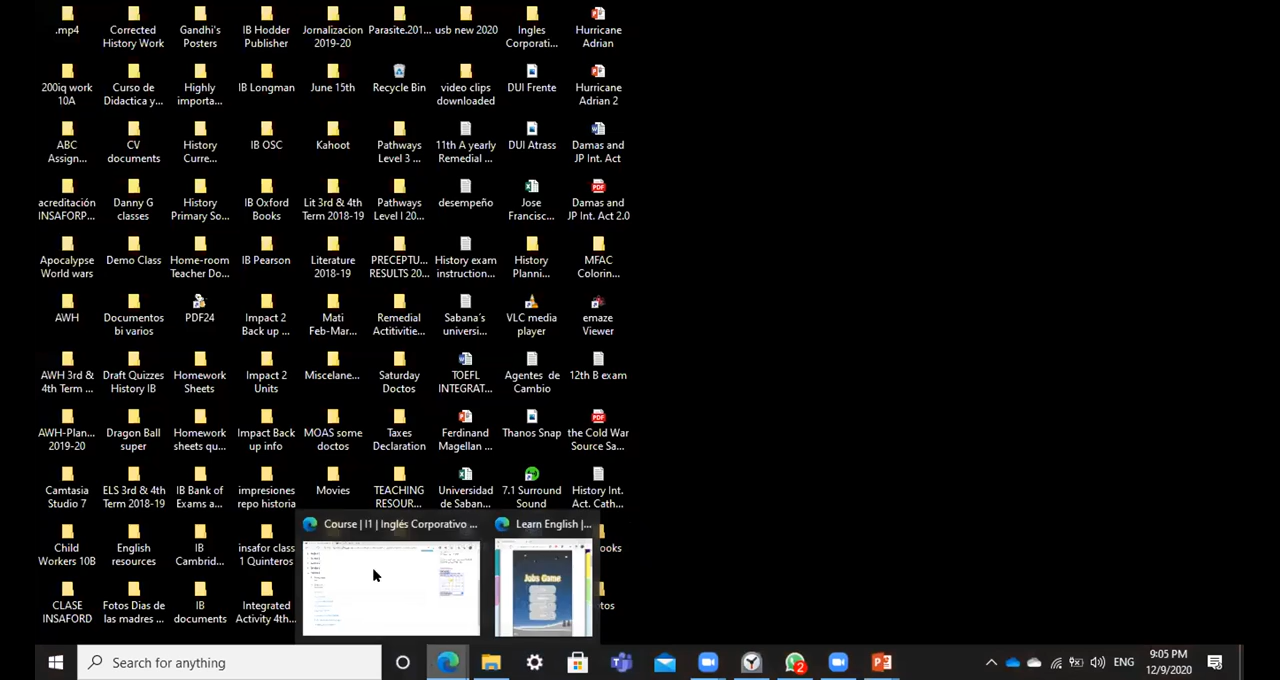 .mp4
Corrected
History Work
Gandhi's
Posters
IB Hodder
Publisher
Jornalizacion
2019-20
Parasite.201...
usb new 2020
Ingles
Corporati...
Hurricane
Adrian
200iq work
10A
Curso de
Didactica y...
Highly
importa...
IB Longman
June 15th
Recycle Bin
video clips
downloaded
DUI Frente
Hurricane
Adrian 2
ABC
Assign...
CV
documents
History
Curre...
IB OSC
Kahoot
Pathways
Level 3 ...
11th A yearly
Remedial ...
DUI Atrass
Damas and
JP Int. Act
acreditación
INSAFORP...
Danny G
classes
History
Primary So...
IB Oxford
Books
Lit 3rd & 4th
Term 2018-19
Pathways
Level I 20...
desempeño
Jose
Francisc...
Damas and
JP Int. Act 2.0
Apocalypse
World wars
Demo Class
Home-room
Teacher Do...
IB Pearson
Literature
2018-19
PRECEPTU...
RESULTS 20...
History exam
instruction...
History
Planni...
MFAC
Colorin...
AWH
Documentos
bi varios
PDF24
Impact 2
Back up ...
Mati
Feb-Mar...
Remedial
Actitivitie...
Sabana´s
universi...
VLC media
player
emaze
Viewer
AWH 3rd &
4th Term ...
Draft Quizzes
History IB
Homework
Sheets
Impact 2
Units
Miscelane...
Saturday
Doctos
TOEFL
INTEGRAT...
Agentes de
Cambio
12th B exam
AWH-Plan...
2019-20
Dragon Ball
super
Homework
sheets qu...
Impact Back
up info
MOAS some
doctos
Taxes
Declaration
Ferdinand
Magellan ...
Thanos Snap
the Cold War
Source Sa...
Camtasia
Studio 7
ELS 3rd & 4th
Term 2018-19
IB Bank of
Exams a...
impresiones
repo historia
Movies
TEACHING
RESOUR...
Universidad
de Saban...
7.1 Surround
Sound
History Int.
Act. Cath...
Child
Workers 10B
English
resources
IB
Cambrid...
insafor class
1 Quinteros
Course | I1 | Inglés Corporativo ...
Learn English |...
Jobs Game
CLASE
INSAFORD
Fotos Dias de
las madres ...
IB
documents
Integrated
Activity 4th...
Search for anything
2
ENG
9:05 PM
12/9/2020